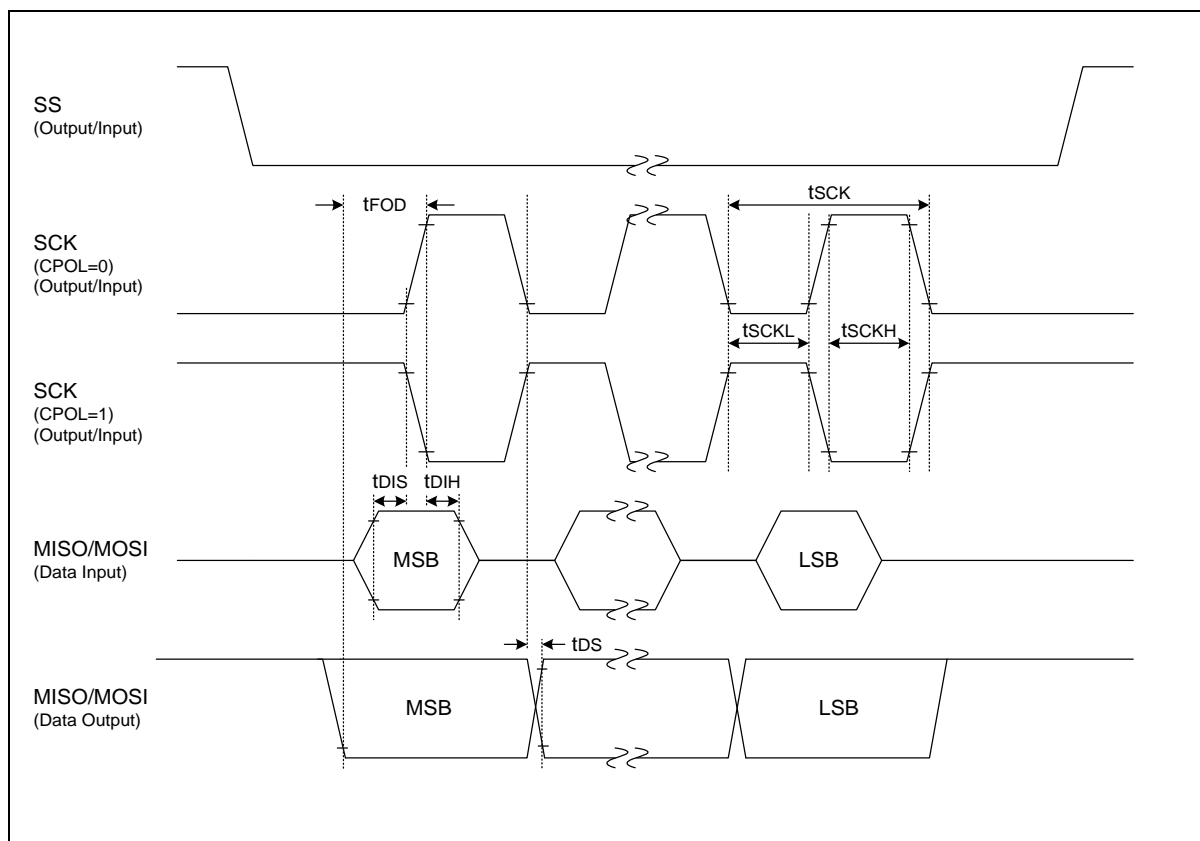 SS
(Output/Input)
tFOD
tSCK
SCK
(CPOL=0)
(Output/Input)
tSCKL
tSCKH
SCK
(CPOL=1)
(Output/Input)
tDIS
tDIH
MISO/MOSI
(Data Input)
MSB
LSB
tDS
MISO/MOSI
(Data Output)
MSB
LSB